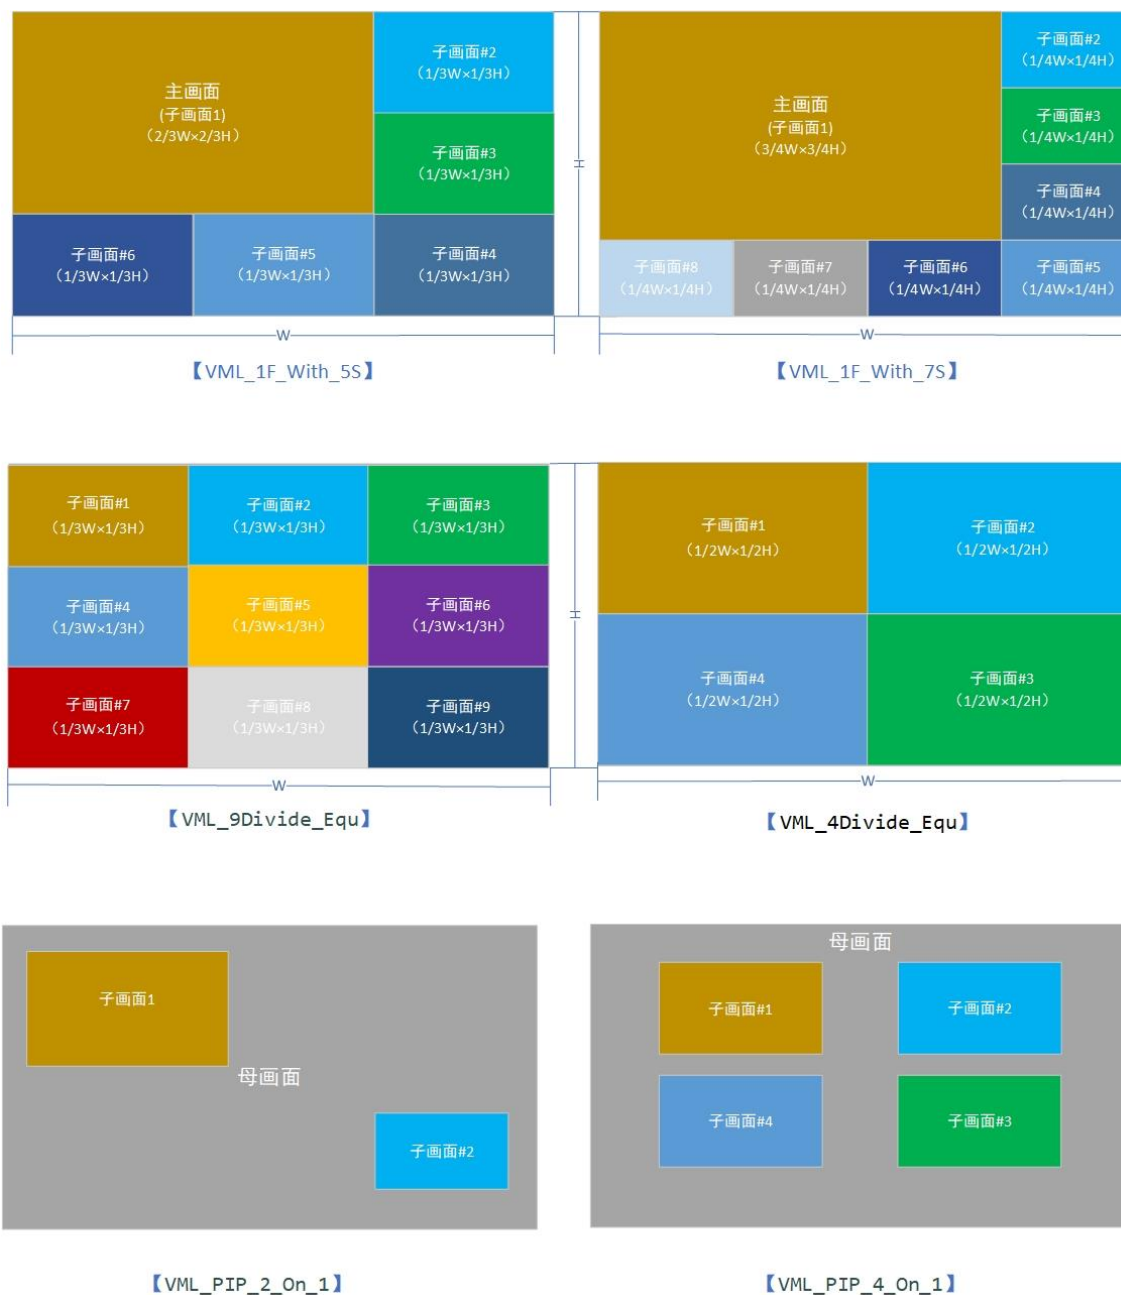 主画面
(子画面1)
(2/3W×2/3H)
子画面#2
(1/3W×1/3H)
子画面#3
(1/3W×1/3H)
子画面#6
(1/3W×1/3H)
子画面#5
(1/3W×1/3H)
子画面#4
(1/3W×1/3H)
W
H
【VML_1F_With_5S】
主画面
(子画面1)
(3/4W×3/4H)
子画面#2
(1/4W×1/4H)
子画面#3
(1/4W×1/4H)
子画面#4
(1/4W×1/4H)
子画面#8
(1/4W×1/4H)
子画面#7
(1/4W×1/4H)
子画面#6
(1/4W×1/4H)
子画面#5
(1/4W×1/4H)
W
【VML_1F_With_7S】
子画面#1
(1/3W×1/3H)
子画面#2
(1/3W×1/3H)
子画面#3
(1/3W×1/3H)
子画面#4
(1/3W×1/3H)
子画面#5
(1/3W×1/3H)
子画面#6
(1/3W×1/3H)
子画面#7
(1/3W×1/3H)
子画面#8
(1/3W×1/3H)
子画面#9
(1/3W×1/3H)
W
H
【VML_9Divide_Equ】
子画面#1
(1/2W×1/2H)
子画面#2
(1/2W×1/2H)
子画面#4
(1/2W×1/2H)
子画面#3
(1/2W×1/2H)
W
【VML_4Divide_Equ】
子画面1
母画面
子画面#2
【VML_PIP_2_On_1】
母画面
子画面#1
子画面#2
子画面#4
子画面#3
【VML_PIP_4_On_1】